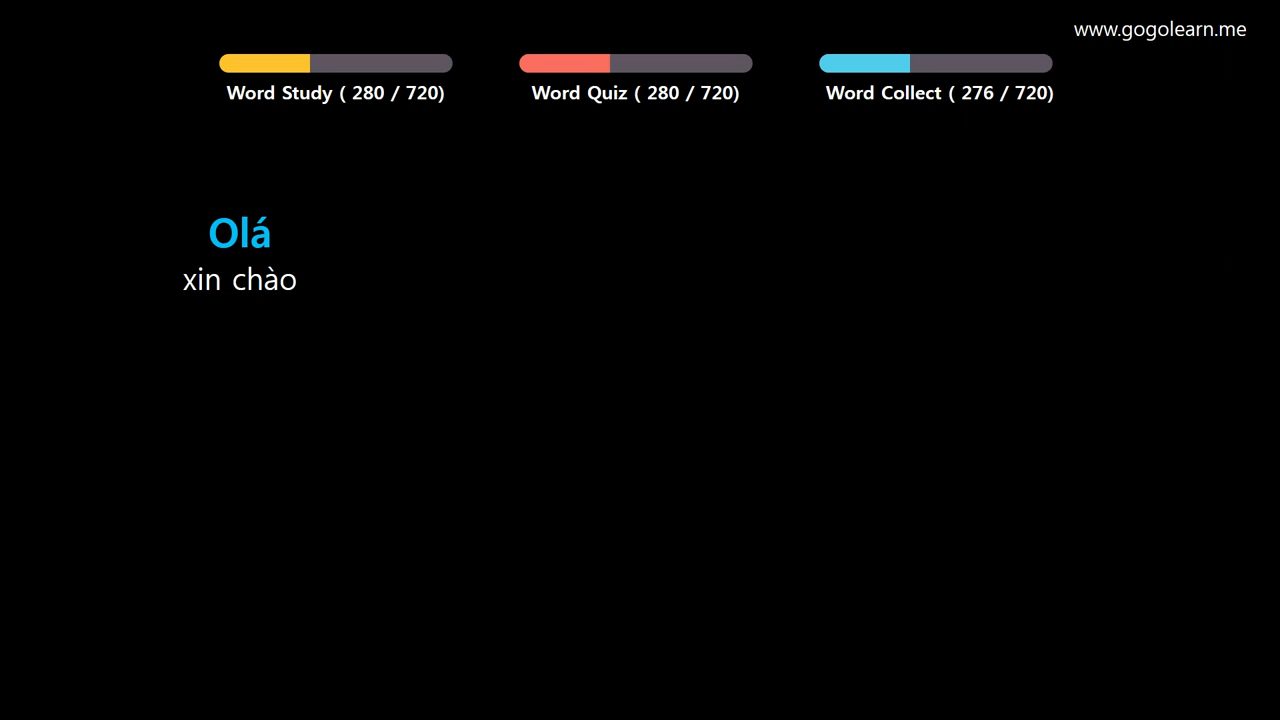 www.gogolearn.me
Word Study ( 280 / 720)
Word Quiz ( 280 / 720)
Word Collect ( 276 / 720)
Olá
xin chào